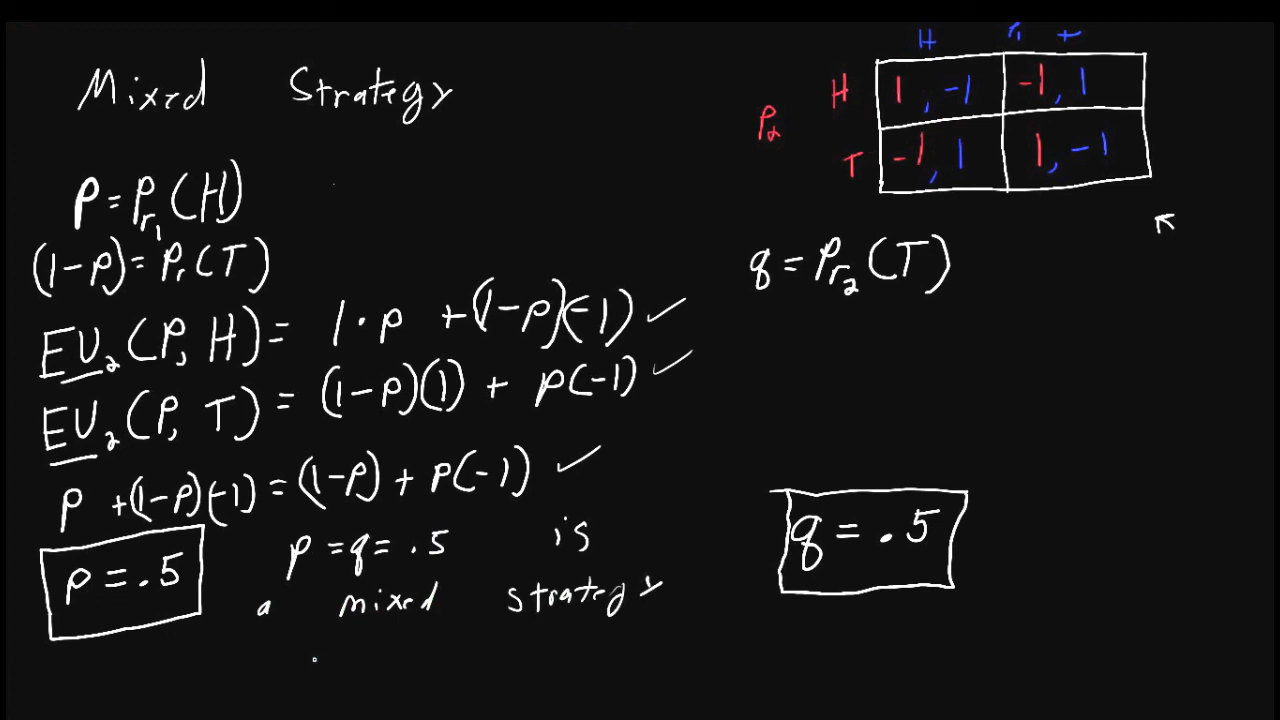 Mixed Strategy
P1
H T
P2
H 1, -1 -1, 1
T -1, 1 1, -1
p = Pr1(H)
(1-p) = Pr(T)
q = Pr2(T)
EU2(P, H) = 1·p + (1-p)(-1) ✓
EU2(P, T) = (1-p)(1) + p(-1) ✓
p + (1-p)(-1) = (1-p) + p(-1) ✓
p = .5
p = q = .5 is
a mixed strategy
q = .5